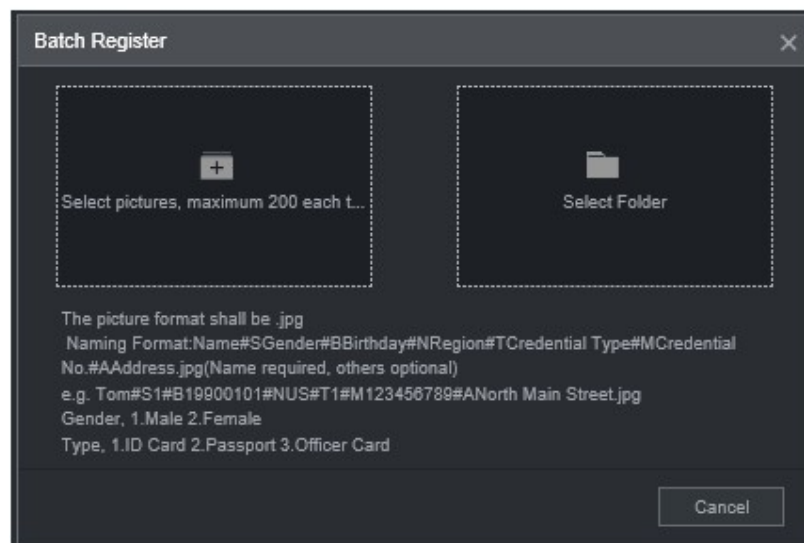 Batch Register
Select pictures, maximum 200 each t...
Select Folder
The picture format shall be .jpg
Naming Format:Name#SGender#BBirthday#NRegion#TCredential Type#MCredential
No.#AAddress.jpg(Name required, others optional)
e.g. Tom#S1#B19900101#NUS#T1#M123456789#ANorth Main Street.jpg
Gender, 1.Male 2.Female
Type, 1.ID Card 2.Passport 3.Officer Card
Cancel